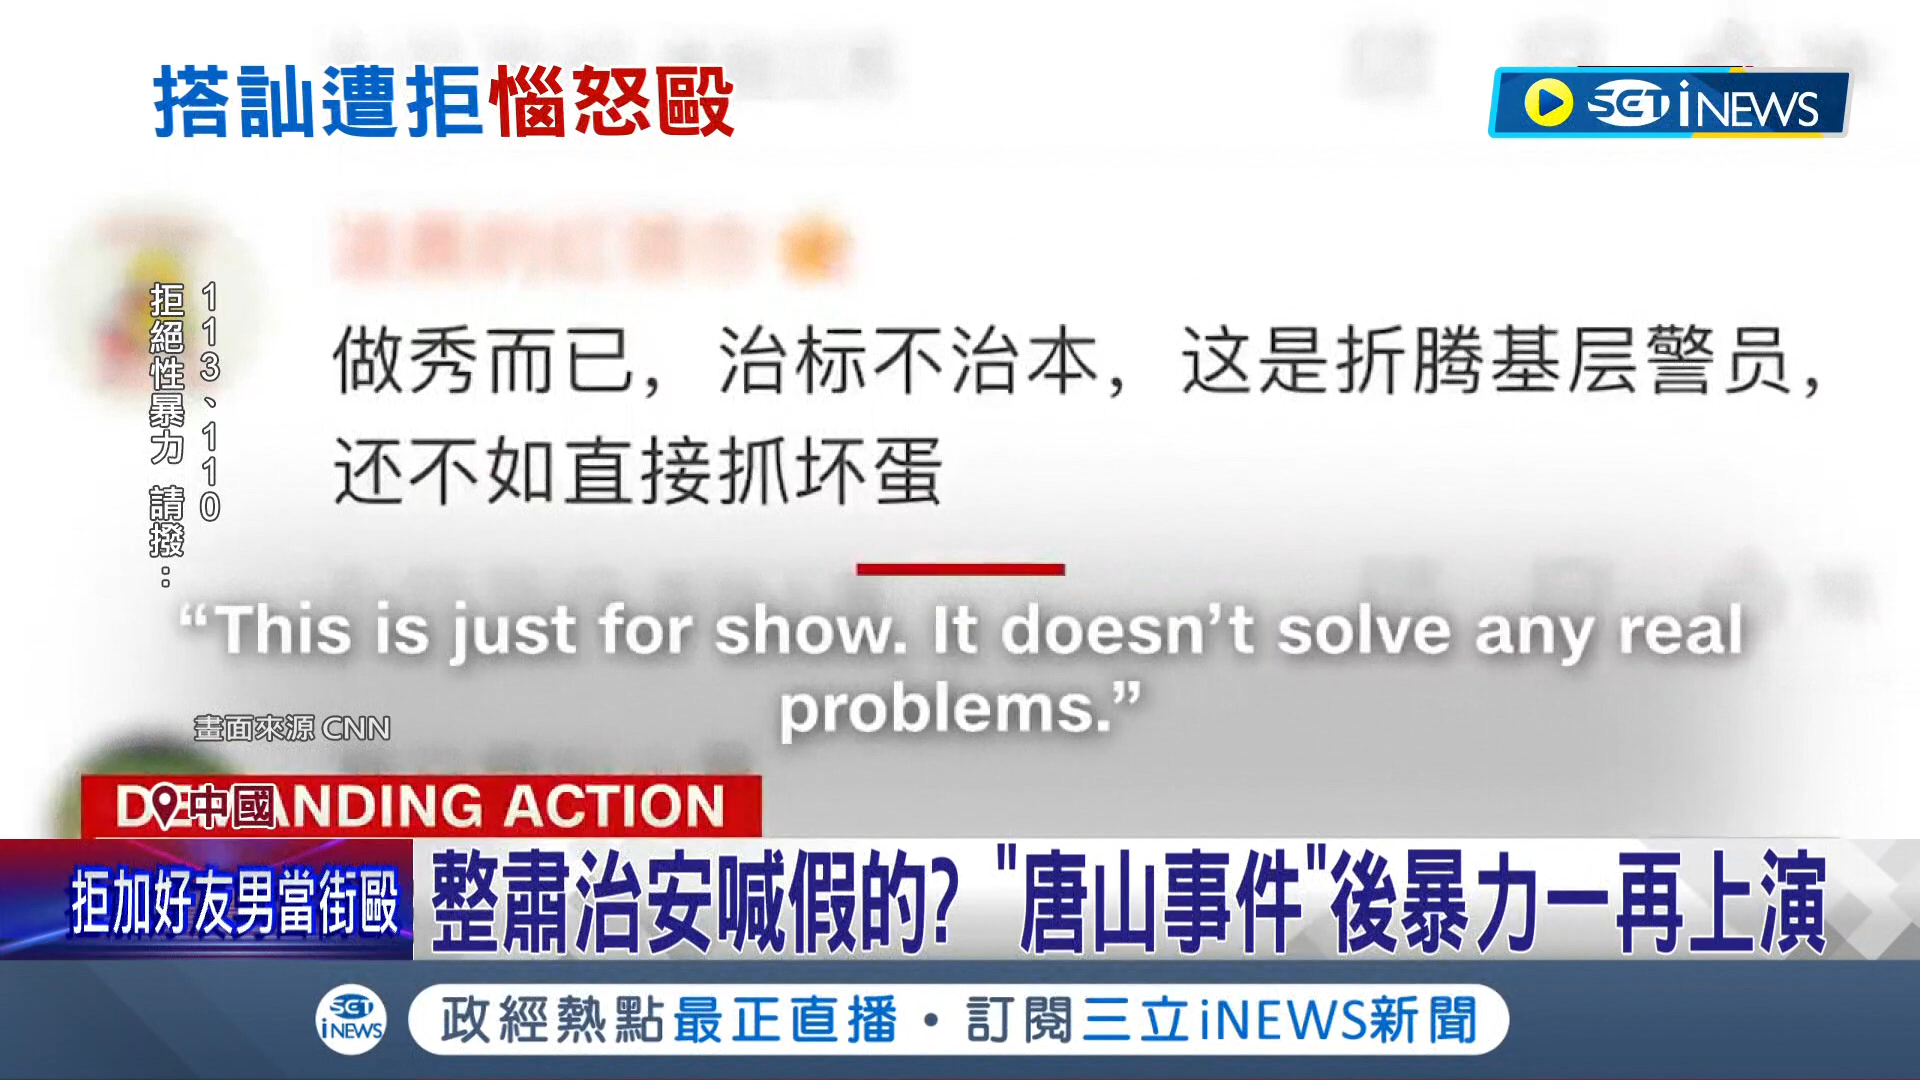 搭訕遭拒惱怒毆
SET iNEWS
做秀而已，治标不治本，这是折腾基层警员，
还不如直接抓坏蛋
拒絕性暴力 請撥：
113、110
“This is just for show. It doesn’t solve any real
problems.”
畫面來源 CNN
中國
ANDING ACTION
拒加好友男當街毆
整肅治安喊假的？"唐山事件"後暴力一再上演
SET iNEWS
政經熱點最正直播・訂閱三立iNEWS新聞